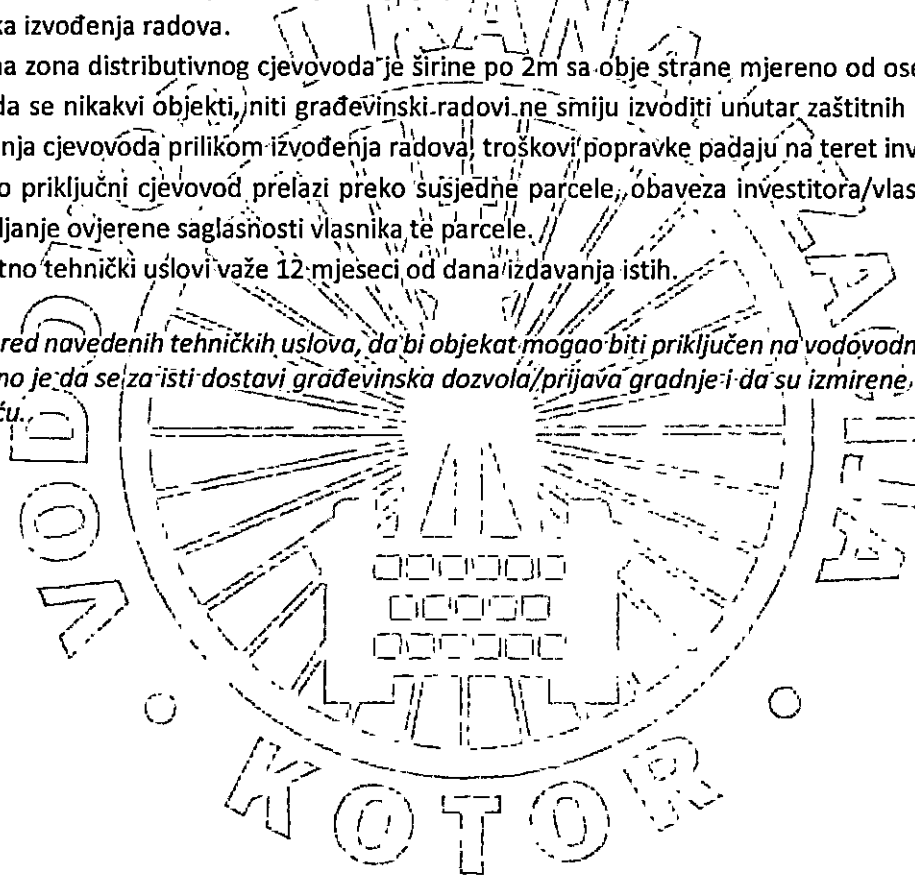 ka izvođenja radova.
na zona distributivnog cjevovoda je širine po 2m sa obje strane mjereno od ose
da se nikakvi objekti, niti građevinski radovi ne smiju izvoditi unutar zaštitnih
nja cjevovoda prilikom izvođenja radova, troškovi popravke padaju na teret inv
o priključni cjevovod prelazi preko susjedne parcele, obaveza investitora/vlas
ljanje ovjerene saglasnosti vlasnika te parcele.
tno tehnički uslovi važe 12 mjeseci od dana izdavanja istih.
red navedenih tehničkih uslova, da bi objekat mogao biti priključen na vodovodn
no je da se za isti dostavi građevinska dozvola/prijava gradnje i da su izmirene
ću.
VODOVOD
KOTOR